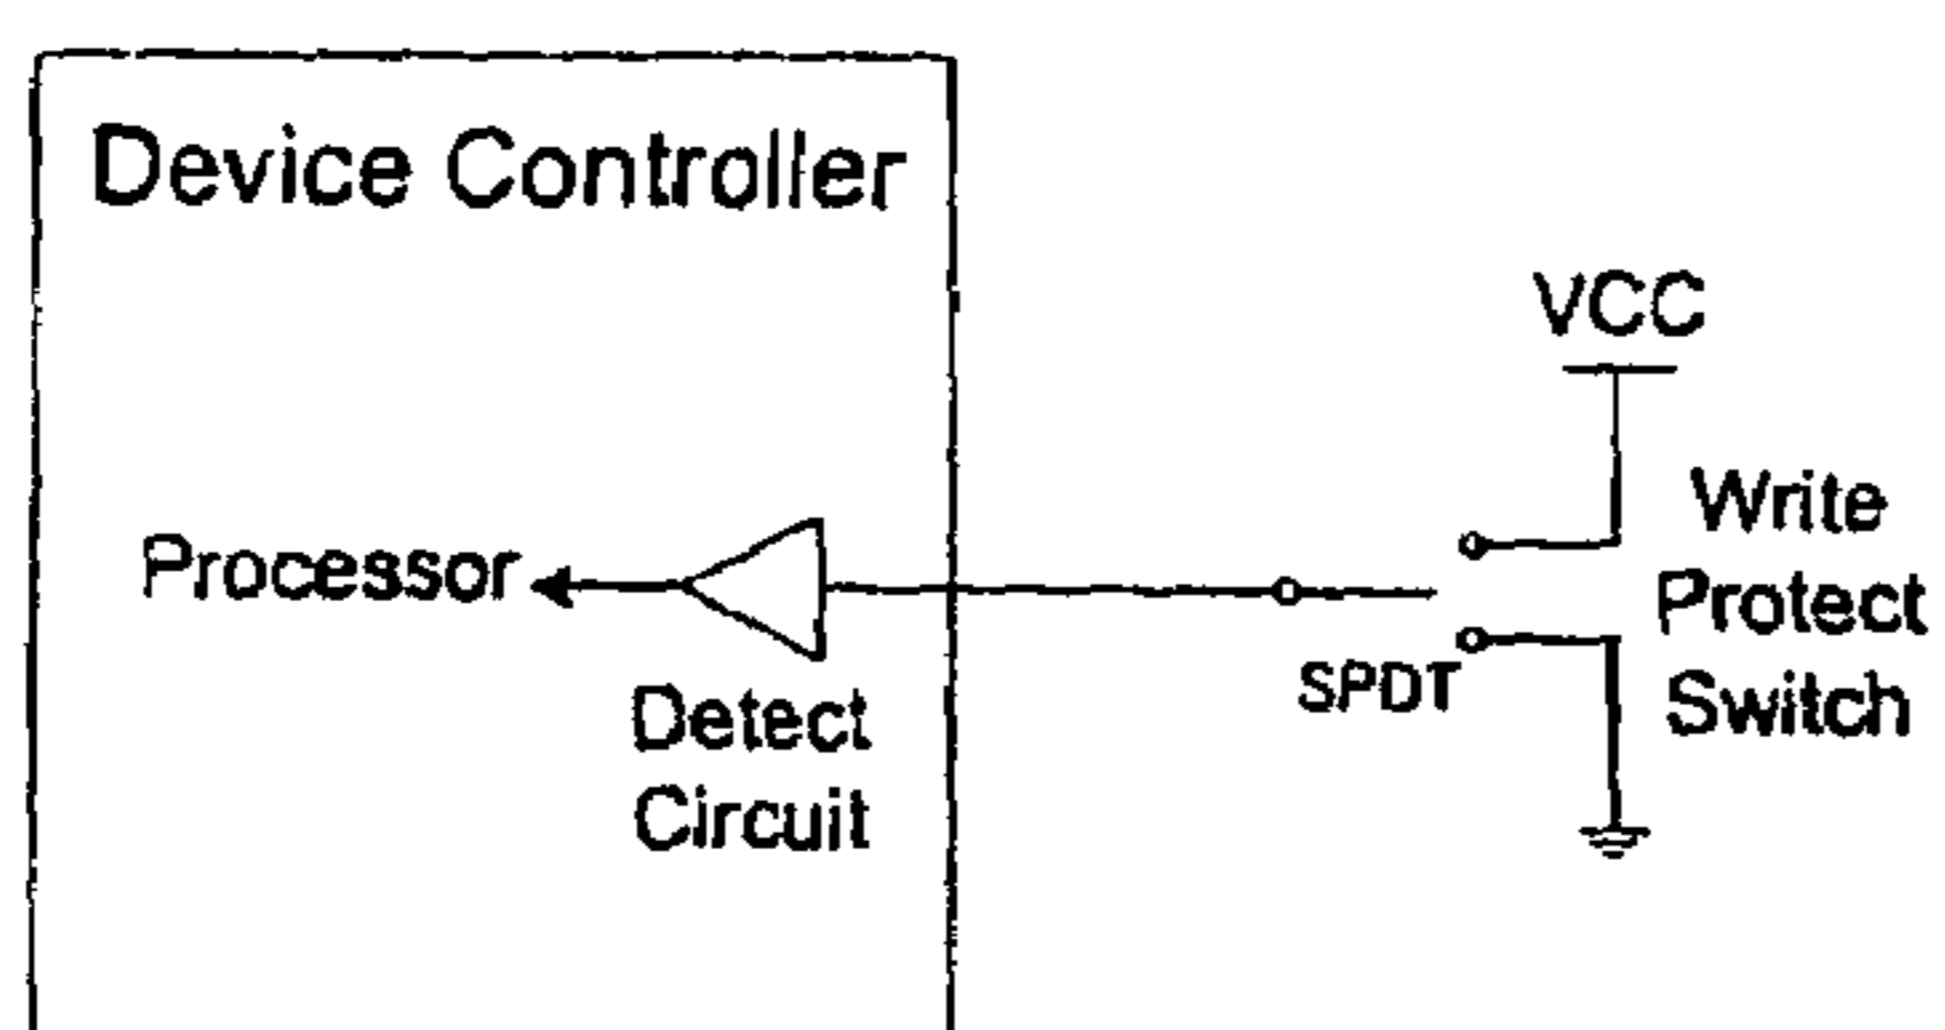 Device Controller
VCC
Write
Protect
Switch
Processor
SPDT
Detect
Circuit